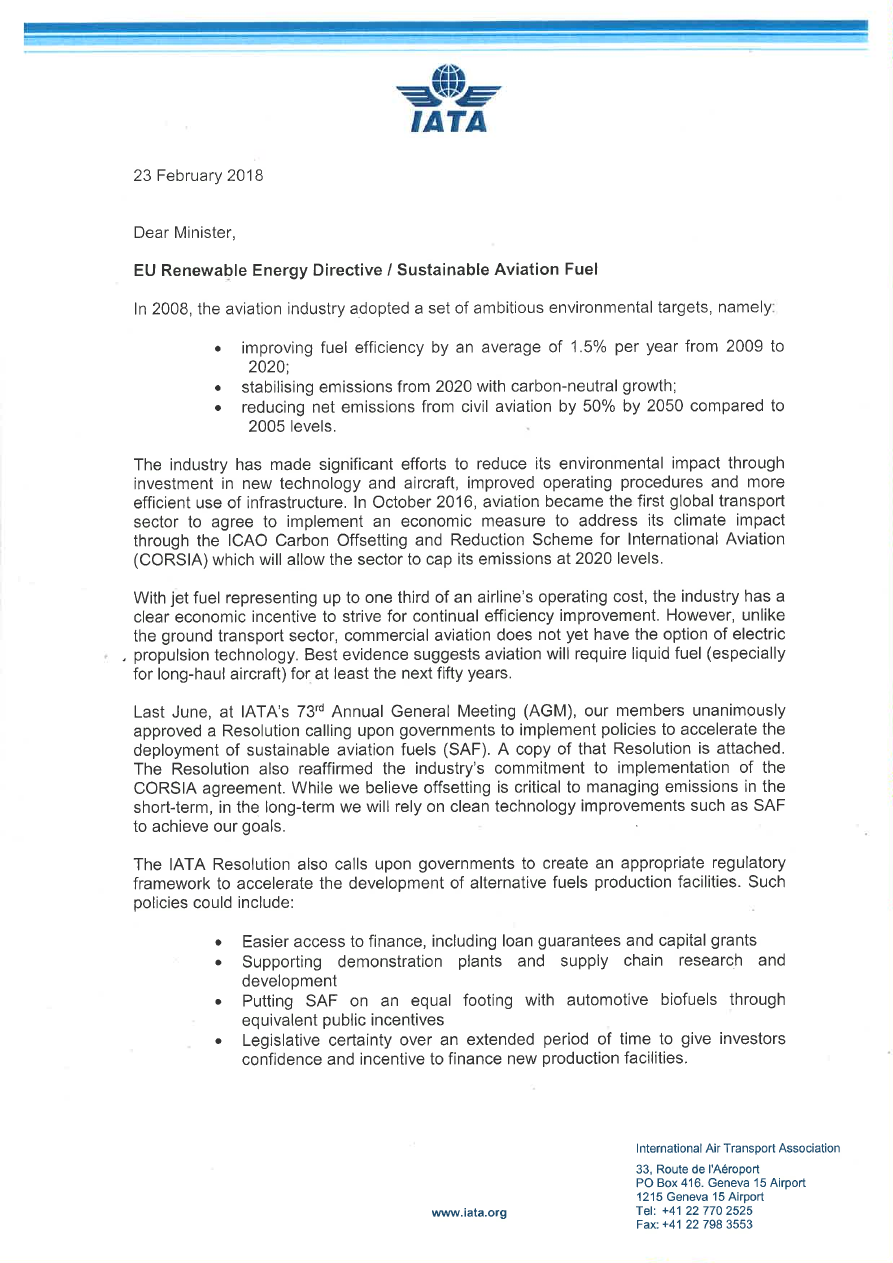 IATA
23 February 2018
Dear Minister,
EU Renewable Energy Directive / Sustainable Aviation Fuel
In 2008, the aviation industry adopted a set of ambitious environmental targets, namely:
• improving fuel efficiency by an average of 1.5% per year from 2009 to
2020;
• stabilising emissions from 2020 with carbon-neutral growth;
• reducing net emissions from civil aviation by 50% by 2050 compared to
2005 levels.
The industry has made significant efforts to reduce its environmental impact through
investment in new technology and aircraft, improved operating procedures and more
efficient use of infrastructure. In October 2016, aviation became the first global transport
sector to agree to implement an economic measure to address its climate impact
through the ICAO Carbon Offsetting and Reduction Scheme for International Aviation
(CORSIA) which will allow the sector to cap its emissions at 2020 levels.
With jet fuel representing up to one third of an airline's operating cost, the industry has a
clear economic incentive to strive for continual efficiency improvement. However, unlike
the ground transport sector, commercial aviation does not yet have the option of electric
propulsion technology. Best evidence suggests aviation will require liquid fuel (especially
for long-haul aircraft) for at least the next fifty years.
Last June, at IATA's 73rd Annual General Meeting (AGM), our members unanimously
approved a Resolution calling upon governments to implement policies to accelerate the
deployment of sustainable aviation fuels (SAF). A copy of that Resolution is attached.
The Resolution also reaffirmed the industry's commitment to implementation of the
CORSIA agreement. While we believe offsetting is critical to managing emissions in the
short-term, in the long-term we will rely on clean technology improvements such as SAF
to achieve our goals.
The IATA Resolution also calls upon governments to create an appropriate regulatory
framework to accelerate the development of alternative fuels production facilities. Such
policies could include:
• Easier access to finance, including loan guarantees and capital grants
• Supporting demonstration plants and supply chain research and
development
• Putting SAF on an equal footing with automotive biofuels through
equivalent public incentives
• Legislative certainty over an extended period of time to give investors
confidence and incentive to finance new production facilities.
International Air Transport Association
33, Route de l'Aéroport
PO Box 416. Geneva 15 Airport
1215 Geneva 15 Airport
Tel: +41 22 770 2525
Fax: +41 22 798 3553
www.iata.org